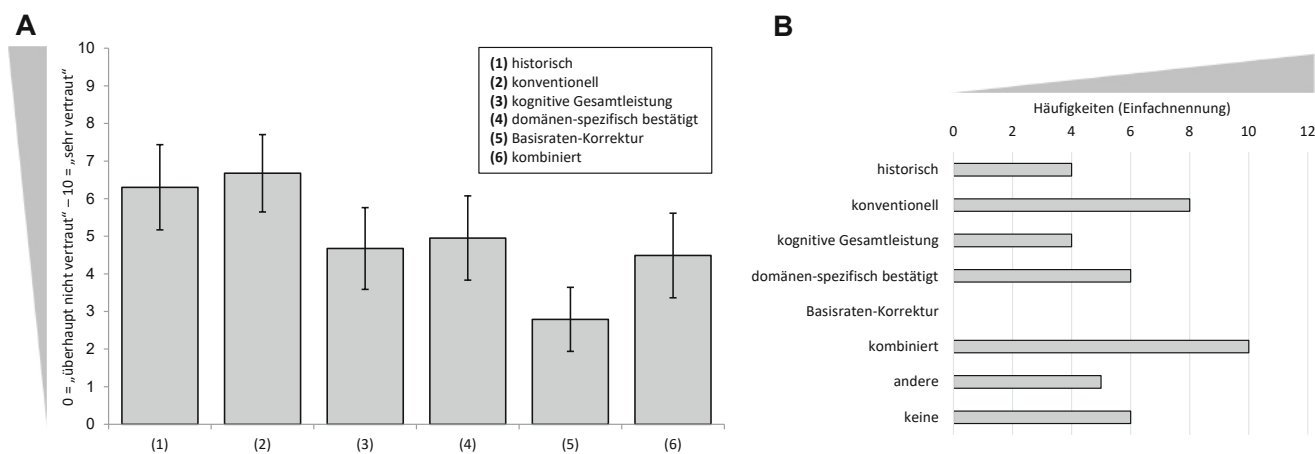 A
0 = „überhaupt nicht vertraut“ – 10 = „sehr vertraut“
10
9
8
7
6
5
4
3
2
1
0
(1) historisch
(2) konventionell
(3) kognitive Gesamtleistung
(4) domänen-spezifisch bestätigt
(5) Basisraten-Korrektur
(6) kombiniert
(1) (2) (3) (4) (5) (6)
B
Häufigkeiten (Einfachnennung)
0 2 4 6 8 10 12
historisch
konventionell
kognitive Gesamtleistung
domänen-spezifisch bestätigt
Basisraten-Korrektur
kombiniert
andere
keine